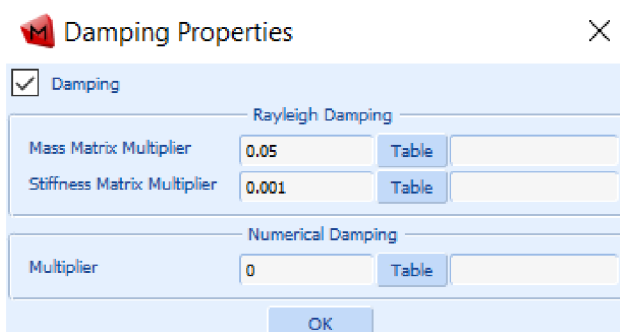 Damping Properties
Damping
Rayleigh Damping
Mass Matrix Multiplier 0.05 Table
Stiffness Matrix Multiplier 0.001 Table
Numerical Damping
Multiplier 0 Table
OK